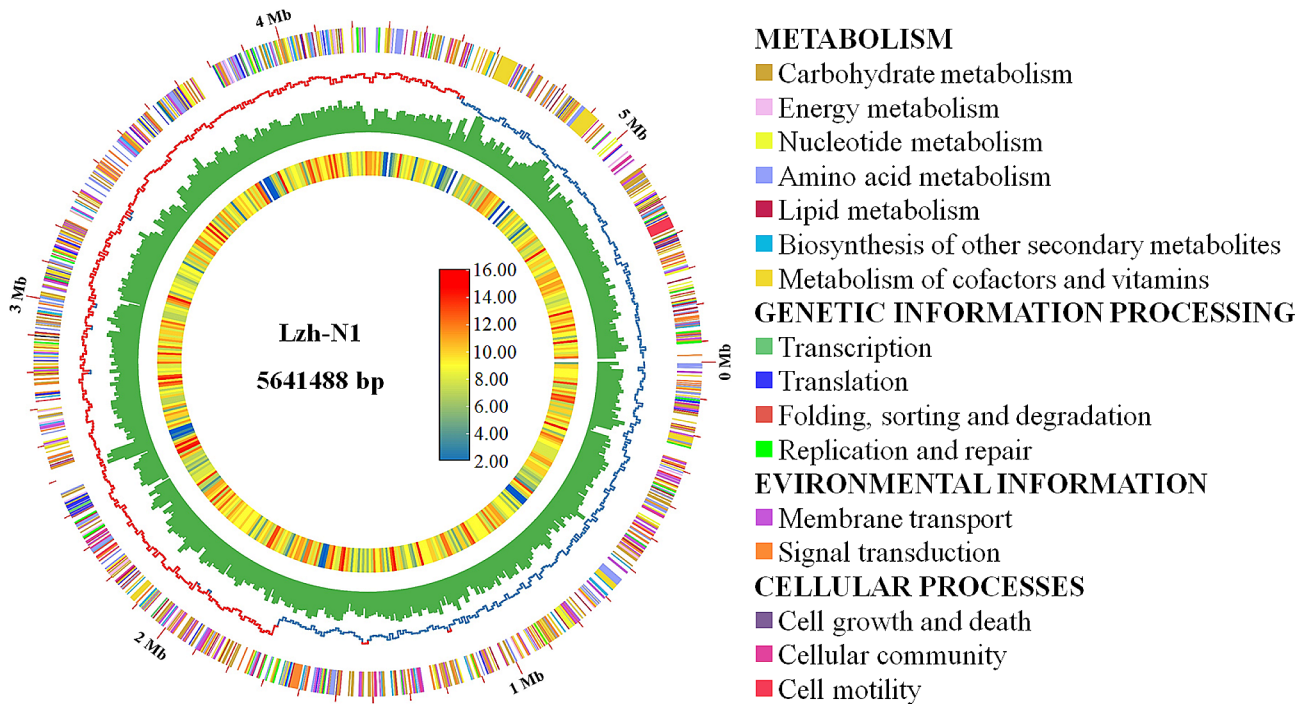 4 Mb
5 Mb
3 Mb
0 Mb
2 Mb
1 Mb
Lzh-N1
5641488 bp
16.00
14.00
12.00
10.00
8.00
6.00
4.00
2.00
METABOLISM
Carbohydrate metabolism
Energy metabolism
Nucleotide metabolism
Amino acid metabolism
Lipid metabolism
Biosynthesis of other secondary metabolites
Metabolism of cofactors and vitamins
GENETIC INFORMATION PROCESSING
Transcription
Translation
Folding, sorting and degradation
Replication and repair
EVIRONMENTAL INFORMATION
Membrane transport
Signal transduction
CELLULAR PROCESSES
Cell growth and death
Cellular community
Cell motility